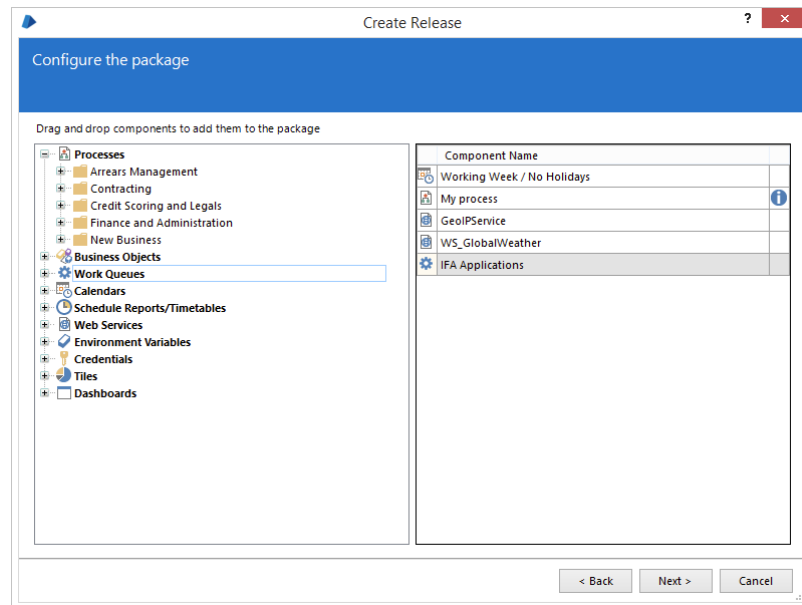 Create Release
?
Configure the package
Drag and drop components to add them to the package
Processes
Arrears Management
Contracting
Credit Scoring and Legals
Finance and Administration
New Business
Business Objects
Work Queues
Calendars
Schedule Reports/Timetables
Web Services
Environment Variables
Credentials
Tiles
Dashboards
Component Name
Working Week / No Holidays
My process
GeoIPService
WS_GlobalWeather
IFA Applications
< Back
Next >
Cancel